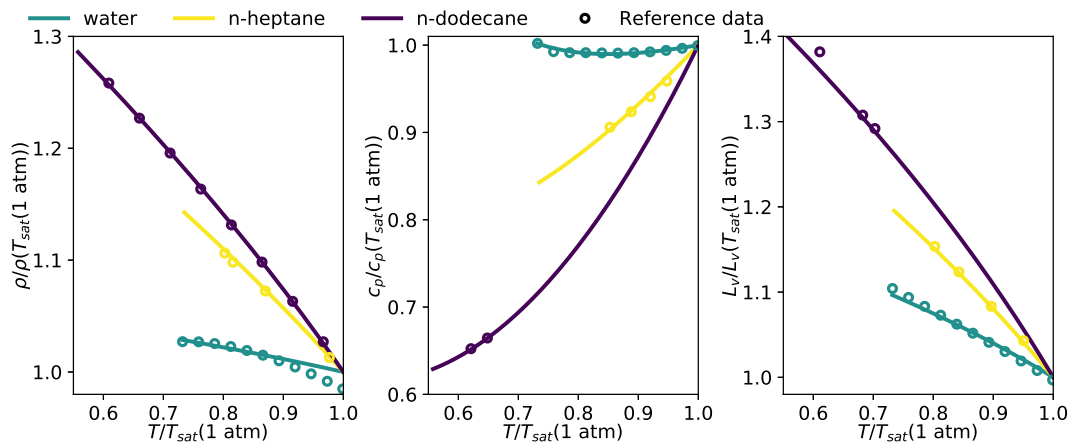 water n-heptane n-dodecane Reference data
1.3
1.2
1.1
1.0
ρ/ρ(T_sat(1 atm))
0.6 0.7 0.8 0.9 1.0
T/T_sat(1 atm)
1.0
0.9
0.8
0.7
0.6
c_p/c_p(T_sat(1 atm))
0.6 0.7 0.8 0.9 1.0
T/T_sat(1 atm)
1.4
1.3
1.2
1.1
1.0
L_v/L_v(T_sat(1 atm))
0.6 0.7 0.8 0.9 1.0
T/T_sat(1 atm)